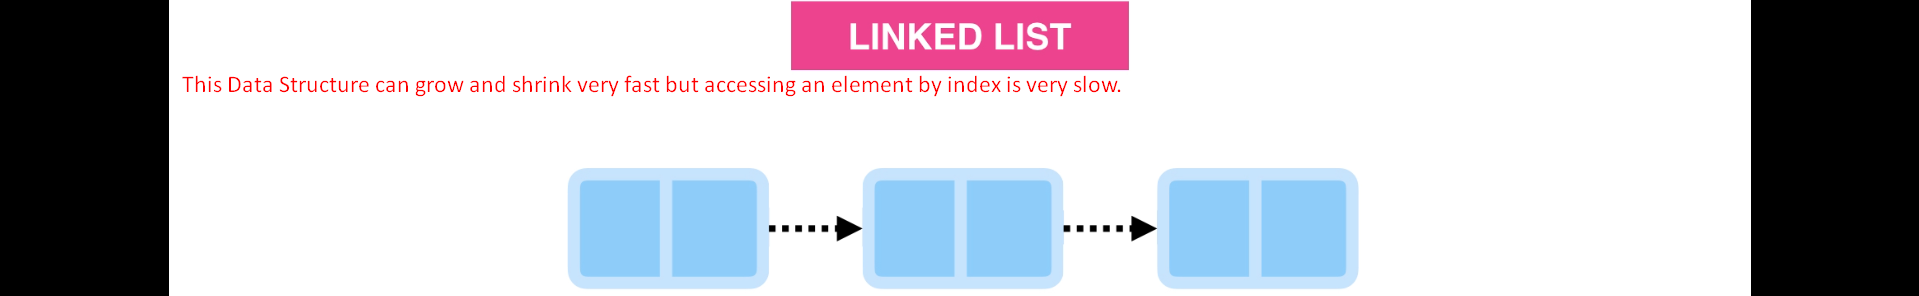 LINKED LIST
This Data Structure can grow and shrink very fast but accessing an element by index is very slow.